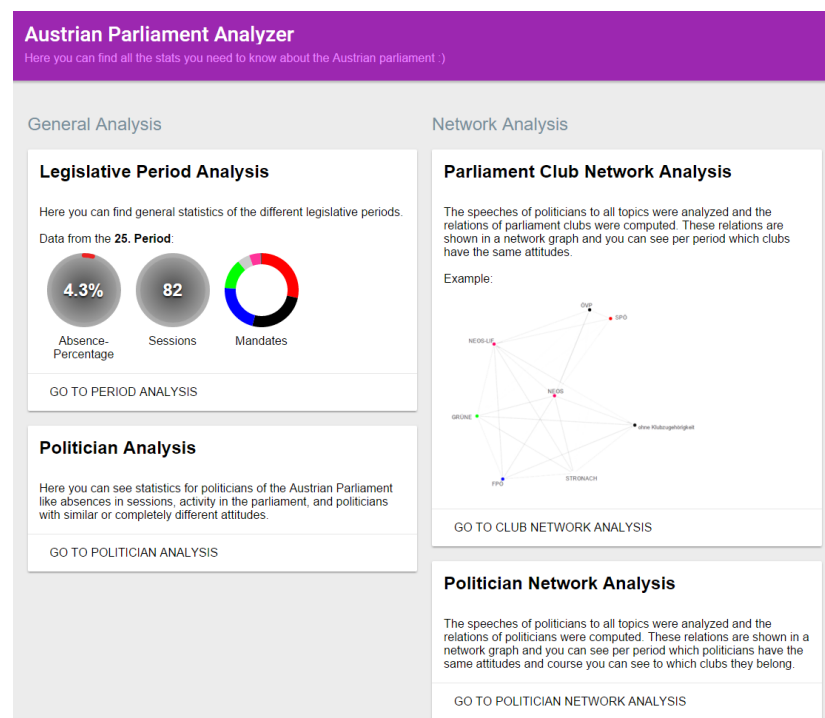 Austrian Parliament Analyzer
Here you can find all the stats you need to know about the Austrian parliament :)
General Analysis
Legislative Period Analysis
Here you can find general statistics of the different legislative periods.
Data from the 25. Period:
4.3%
82
Absence-
Percentage
Sessions
Mandates
GO TO PERIOD ANALYSIS
Politician Analysis
Here you can see statistics for politicians of the Austrian Parliament
like absences in sessions, activity in the parliament, and politicians
with similar or completely different attitudes.
GO TO POLITICIAN ANALYSIS
Network Analysis
Parliament Club Network Analysis
The speeches of politicians to all topics were analyzed and the
relations of parliament clubs were computed. These relations are
shown in a network graph and you can see per period which clubs
have the same attitudes.
Example:
ÖVP
SPÖ
NEOS-LIF
NEOS
GRÜNE
ohne Klubzugehörigkeit
FPÖ
STRONACH
GO TO CLUB NETWORK ANALYSIS
Politician Network Analysis
The speeches of politicians to all topics were analyzed and the
relations of politicians were computed. These relations are shown in a
network graph and you can see per period which politicians have the
same attitudes and course you can see to which clubs they belong.
GO TO POLITICIAN NETWORK ANALYSIS